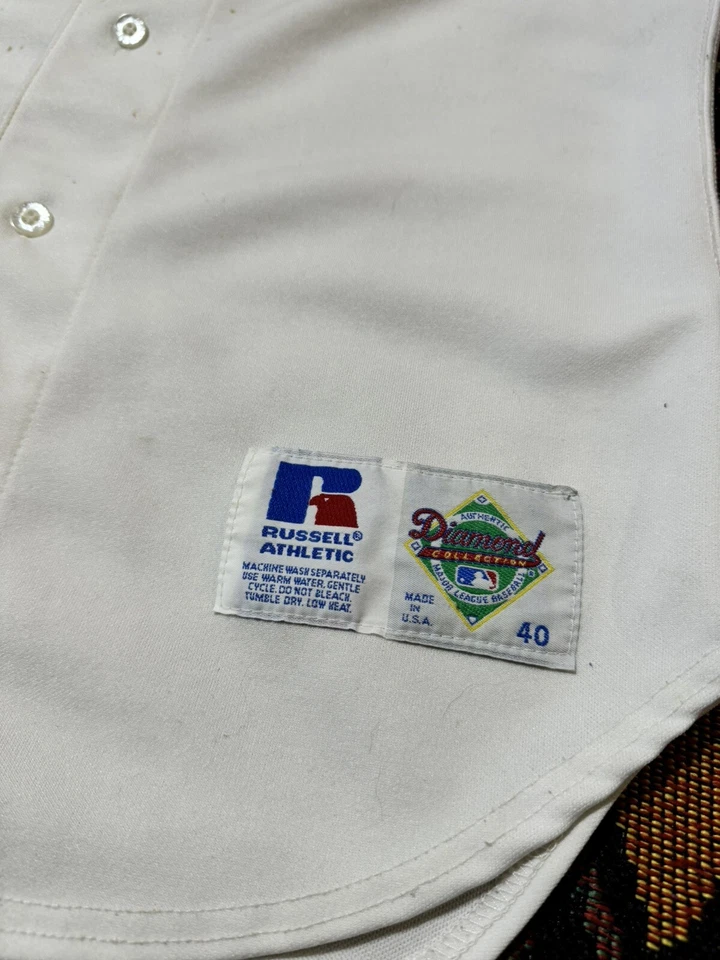 RUSSELL®
ATHLETIC
MACHINE WASH SEPARATELY
USE WARM WATER. GENTLE
CYCLE. DO NOT BLEACH.
TUMBLE DRY. LOW HEAT.
AUTHENTIC
Diamond
COLLECTION
MAJOR LEAGUE BASEBALL
MADE
IN
U.S.A.
40